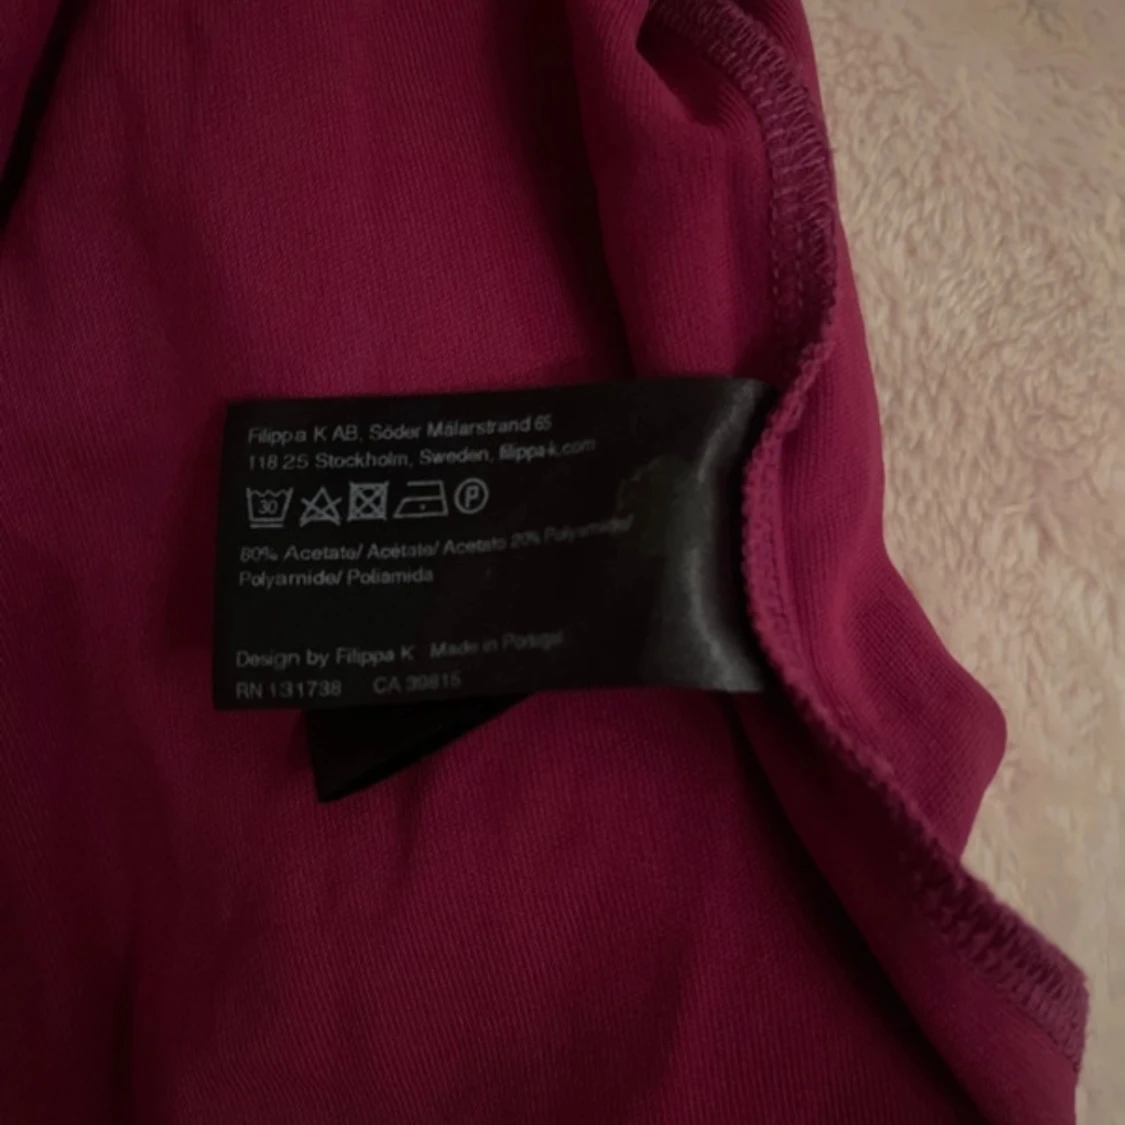 Filippa K AB, Söder Mälarstrand 65
118 25 Stockholm, Sweden, filippa-k.com
30 P
80% Acetate/ Acétate/ Acetato 20% Polyamide/
Polyamide/ Poliamida
Design by Filippa K Made in Portugal
RN 131738 CA 39815